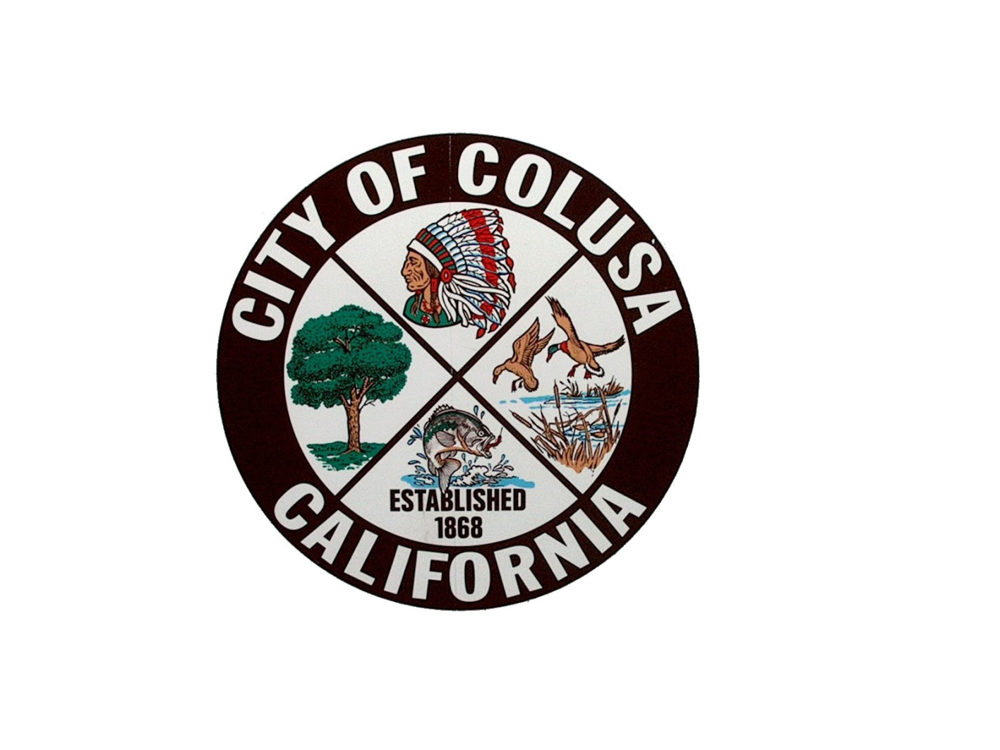 CITY OF COLUSA
ESTABLISHED
1868
CALIFORNIA